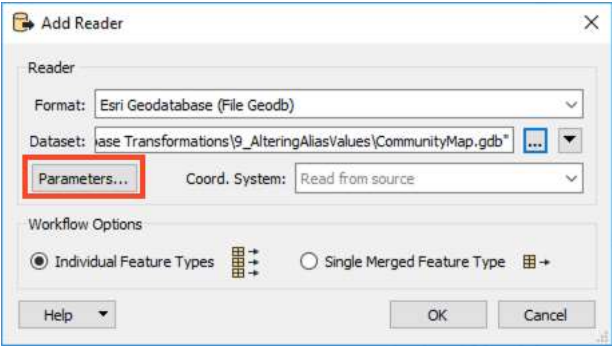 Add Reader
Reader
Format: Esri Geodatabase (File Geodb)
Dataset: base Transformations\9_AlteringAliasValues\CommunityMap.gdb" ...
Parameters... Coord. System: Read from source
Workflow Options
Individual Feature Types Single Merged Feature Type
Help OK Cancel